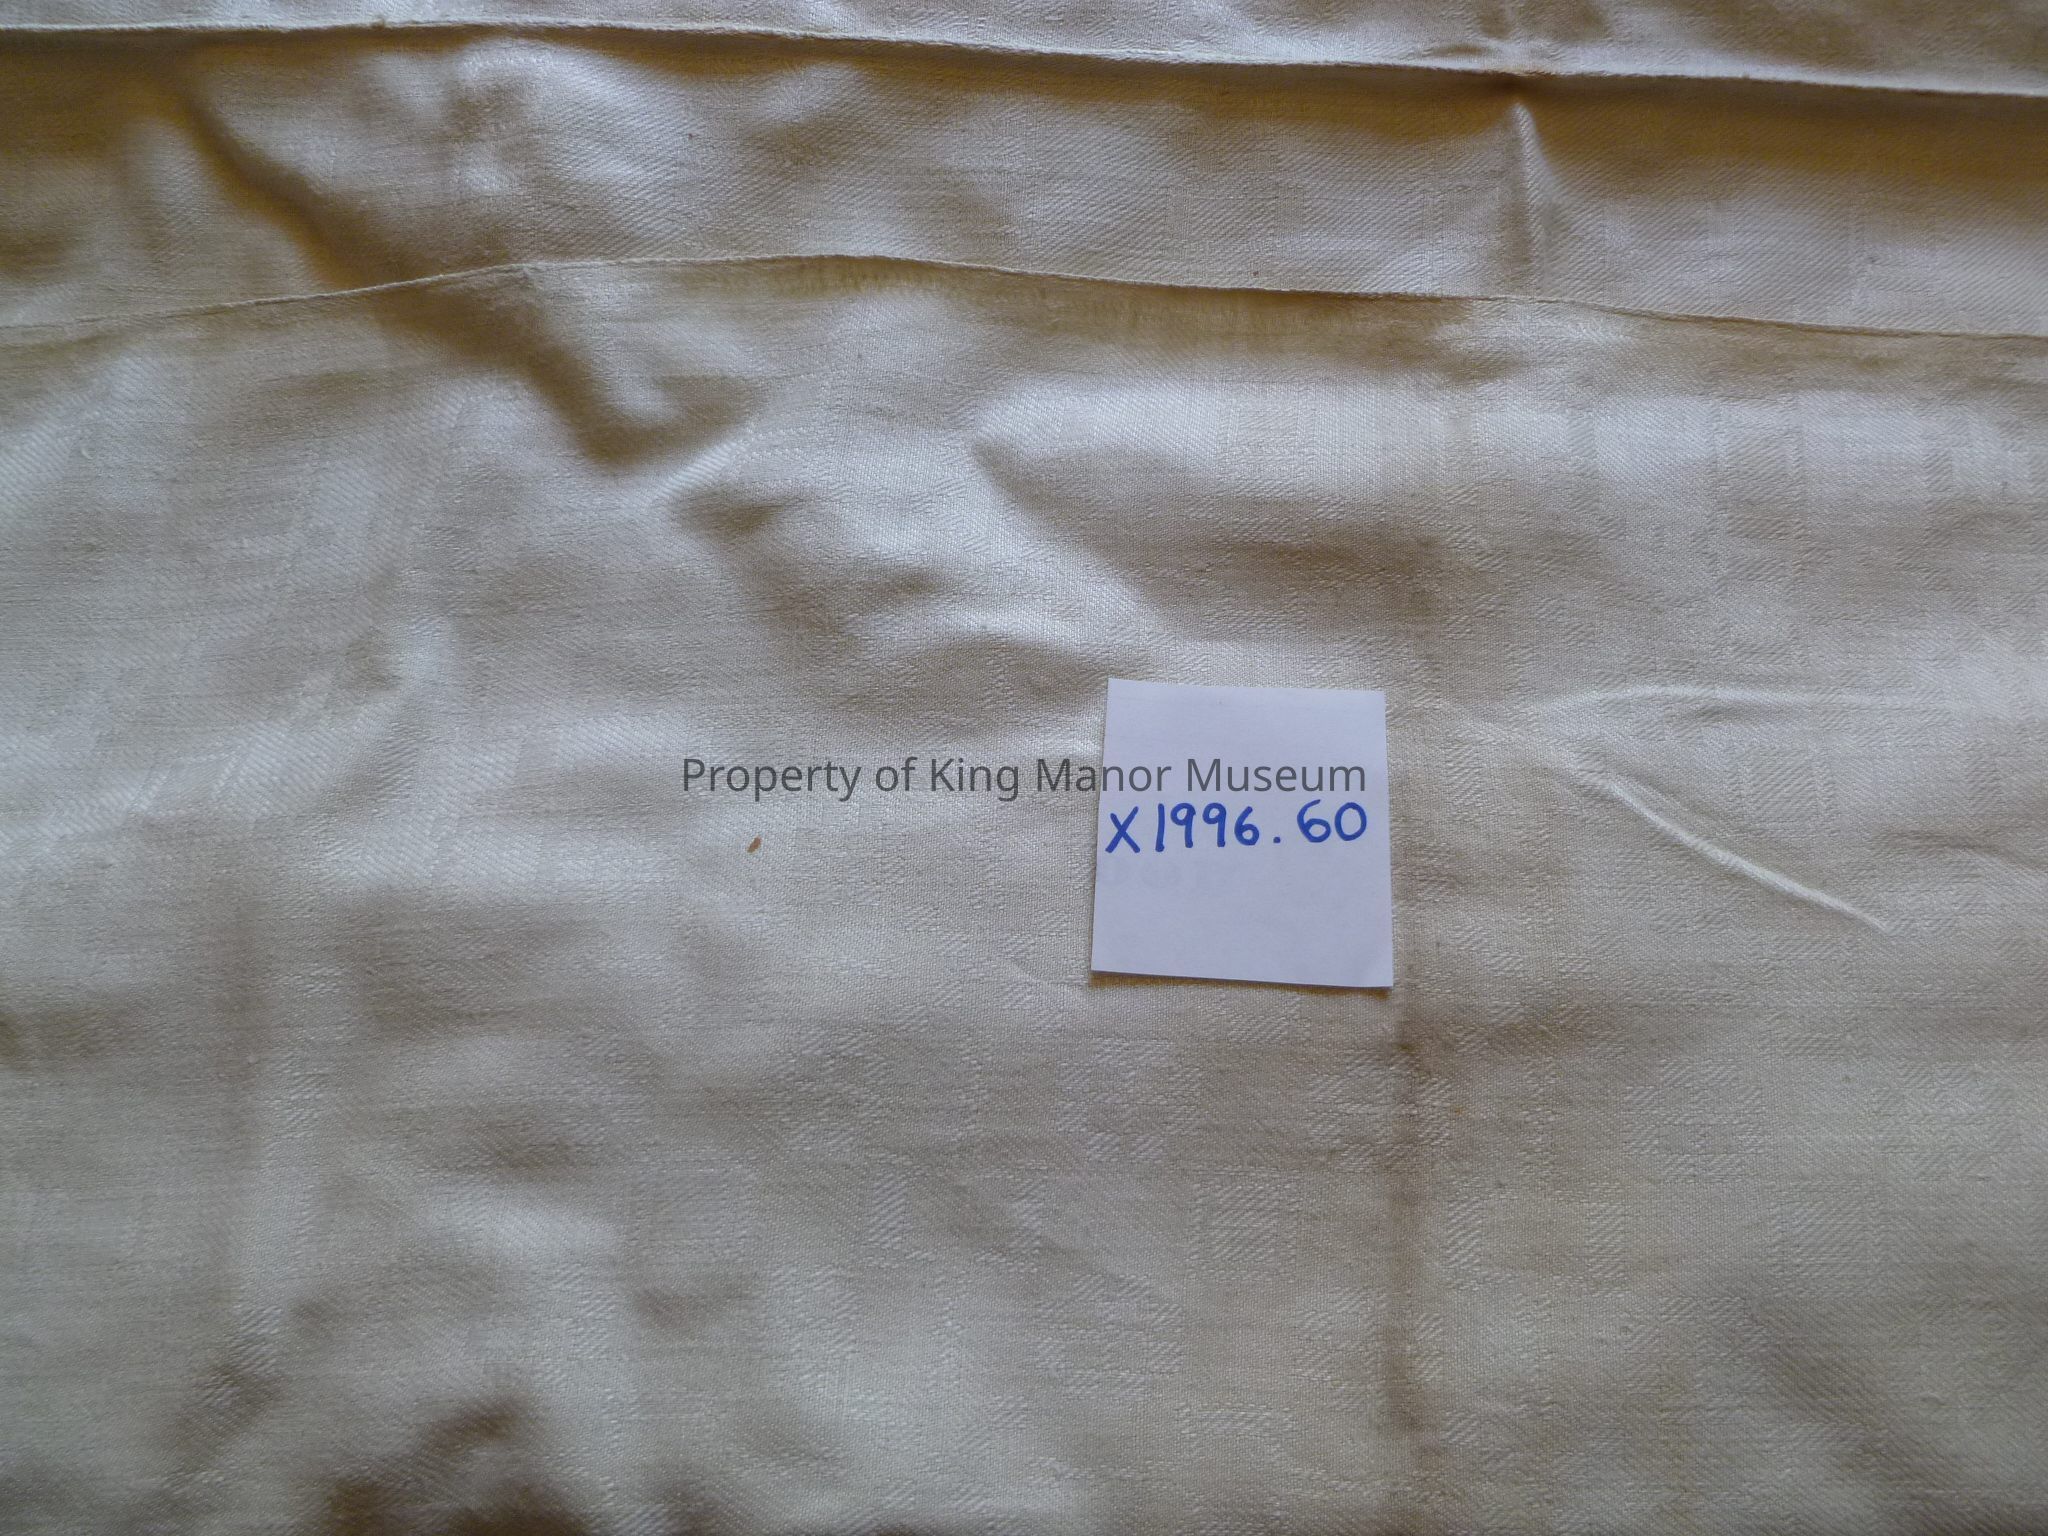 Property of King Manor Museum
X1996.60